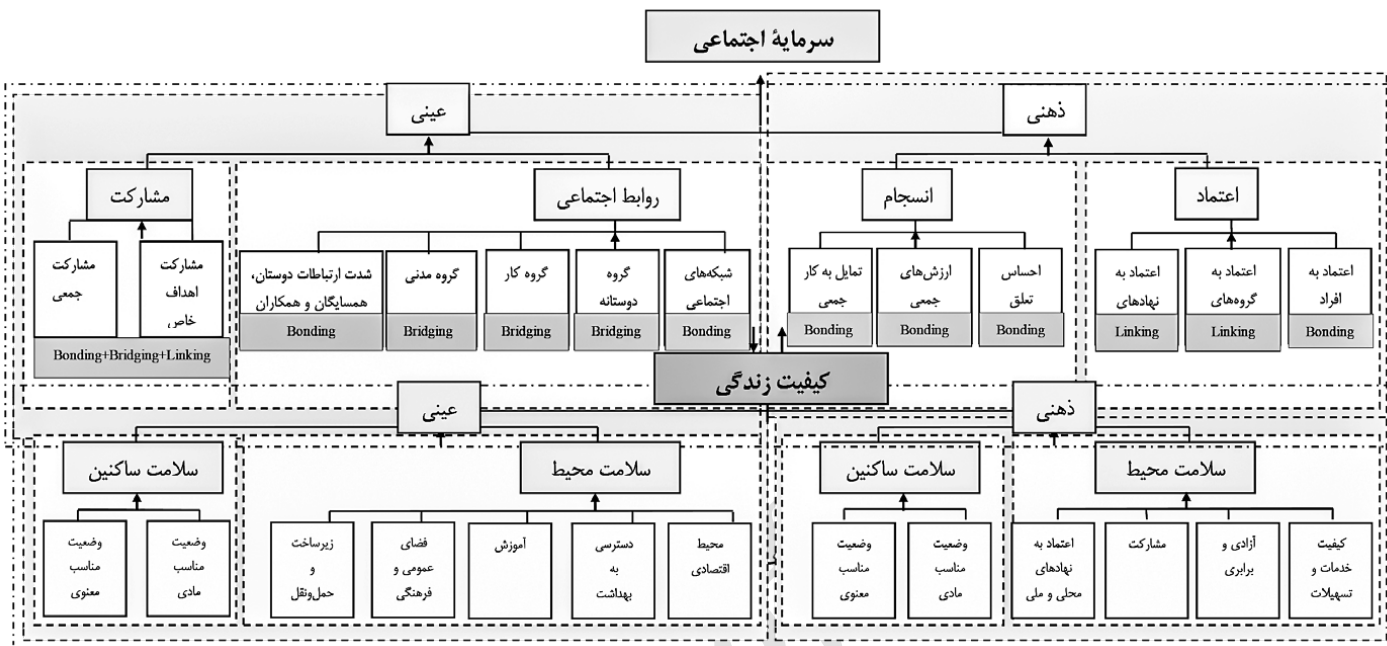 سرمایهٔ اجتماعی
ذهنی
عینی
اعتماد
انسجام
روابط اجتماعی
مشارکت
اعتماد به
افراد
Bonding
اعتماد به
گروه‌های
Linking
اعتماد به
نهادهای
Linking
احساس
تعلق
Bonding
ارزش‌های
جمعی
Bonding
تمایل به کار
جمعی
Bonding
شبکه‌های
اجتماعی
Bonding
گروه
دوستانه
Bridging
گروه کار
Bridging
گروه مدنی
Bridging
شدت ارتباطات دوستان،
همسایگان و همکاران
Bonding
مشارکت
اهداف
خاص
مشارکت
جمعی
Bonding+Bridging+Linking
کیفیت زندگی
ذهنی
عینی
سلامت محیط
سلامت ساکنین
سلامت محیط
سلامت ساکنین
کیفیت
خدمات و
تسهیلات
آزادی و
برابری
مشارکت
اعتماد به
نهادهای
محلی و ملی
وضعیت
مناسب
مادی
وضعیت
مناسب
معنوی
محیط
اقتصادی
دسترسی
به
بهداشت
آموزش
فضای
عمومی و
فرهنگی
زیرساخت
و
حمل‌ونقل
وضعیت
مناسب
مادی
وضعیت
مناسب
معنوی